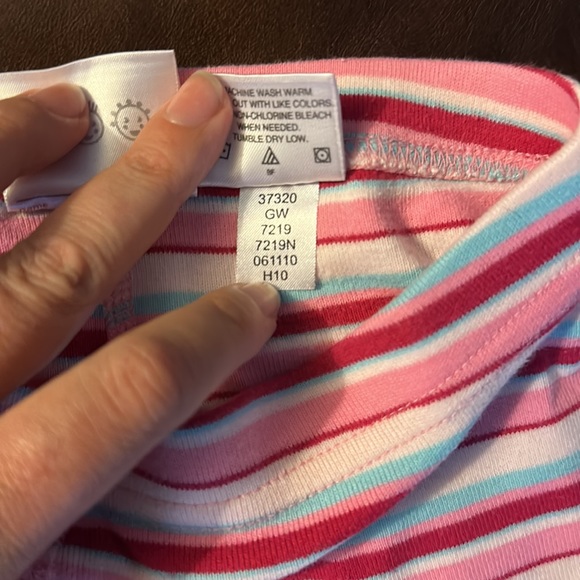 MACHINE WASH WARM
OUT WITH LIKE COLORS.
NON-CHLORINE BLEACH
WHEN NEEDED.
TUMBLE DRY LOW.
BF
37320
GW
7219
7219N
061110
H10